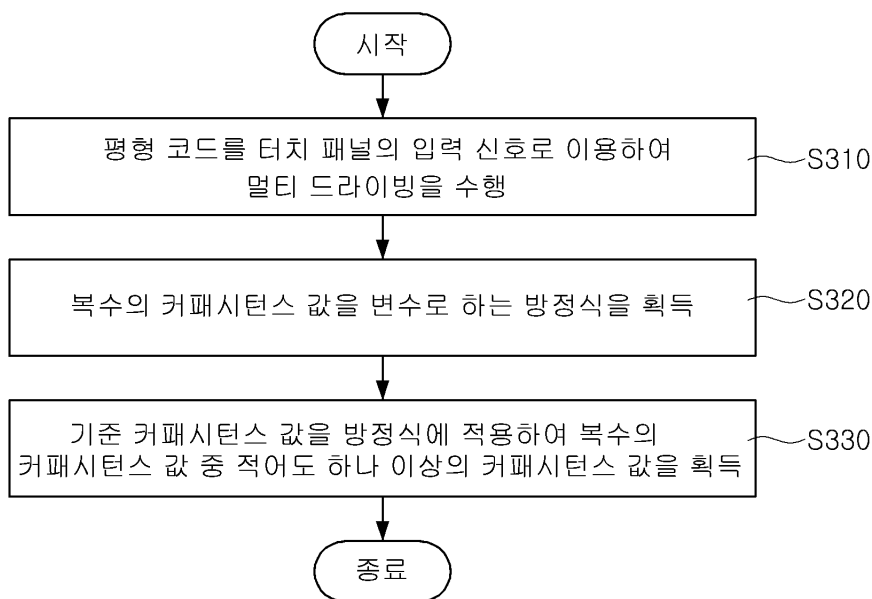 시작
평형 코드를 터치 패널의 입력 신호로 이용하여
멀티 드라이빙을 수행
S310
복수의 커패시턴스 값을 변수로 하는 방정식을 획득
S320
기준 커패시턴스 값을 방정식에 적용하여 복수의
커패시턴스 값 중 적어도 하나 이상의 커패시턴스 값을 획득
S330
종료